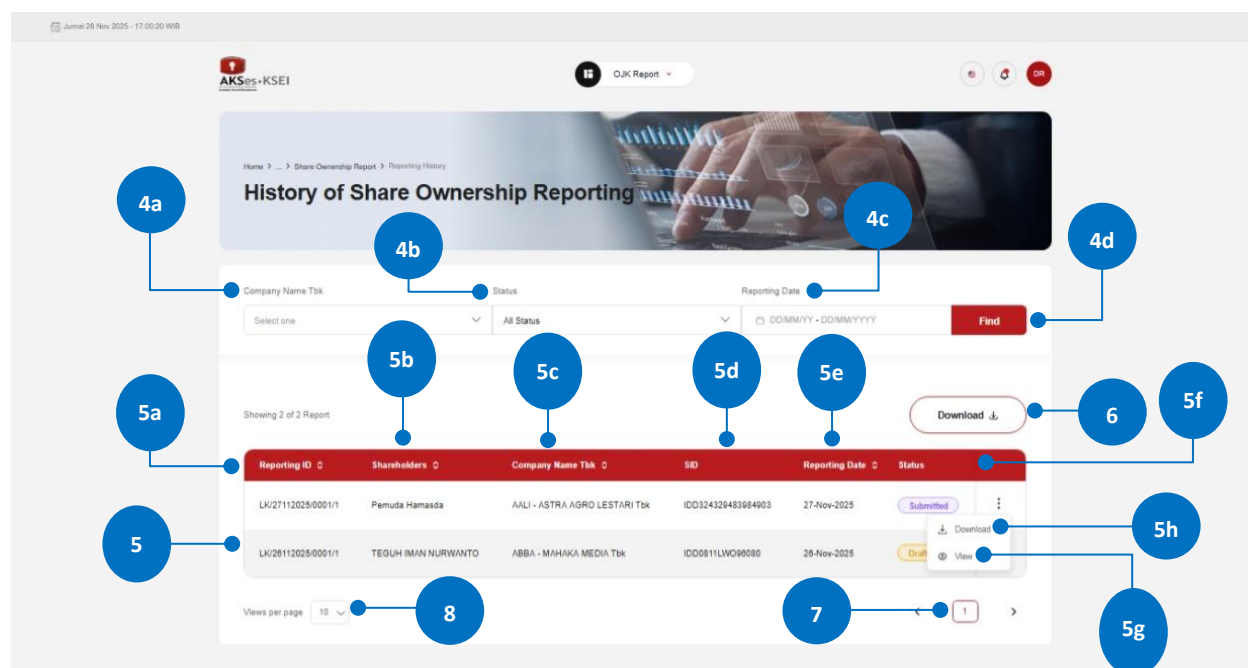 Jumat 28 Nov 2025 - 17:00:20 WIB
AKSes-KSEI
OJK Report
DR
Home > ... > Share Ownership Report > Reporting History
History of Share Ownership Reporting
4a
4b
4c
4d
Company Name Tbk
Status
Reporting Date
Select one
All Status
DD/MM/YY - DD/MM/YYYY
Find
5b
5c
5d
5e
5a
Showing 2 of 2 Report
Download
6
5f
Reporting ID
Shareholders
Company Name Tbk
SID
Reporting Date
Status
LK/27112025/0001/1
Pemuda Hamasda
AALI - ASTRA AGRO LESTARI Tbk
IDD324329483984903
27-Nov-2025
Submitted
Download
5h
5
LK/26112025/0001/1
TEGUH IMAN NURWANTO
ABBA - MAHAKA MEDIA Tbk
IDD0811LWO96080
26-Nov-2025
Draft
View
Views per page
10
8
7
1
5g